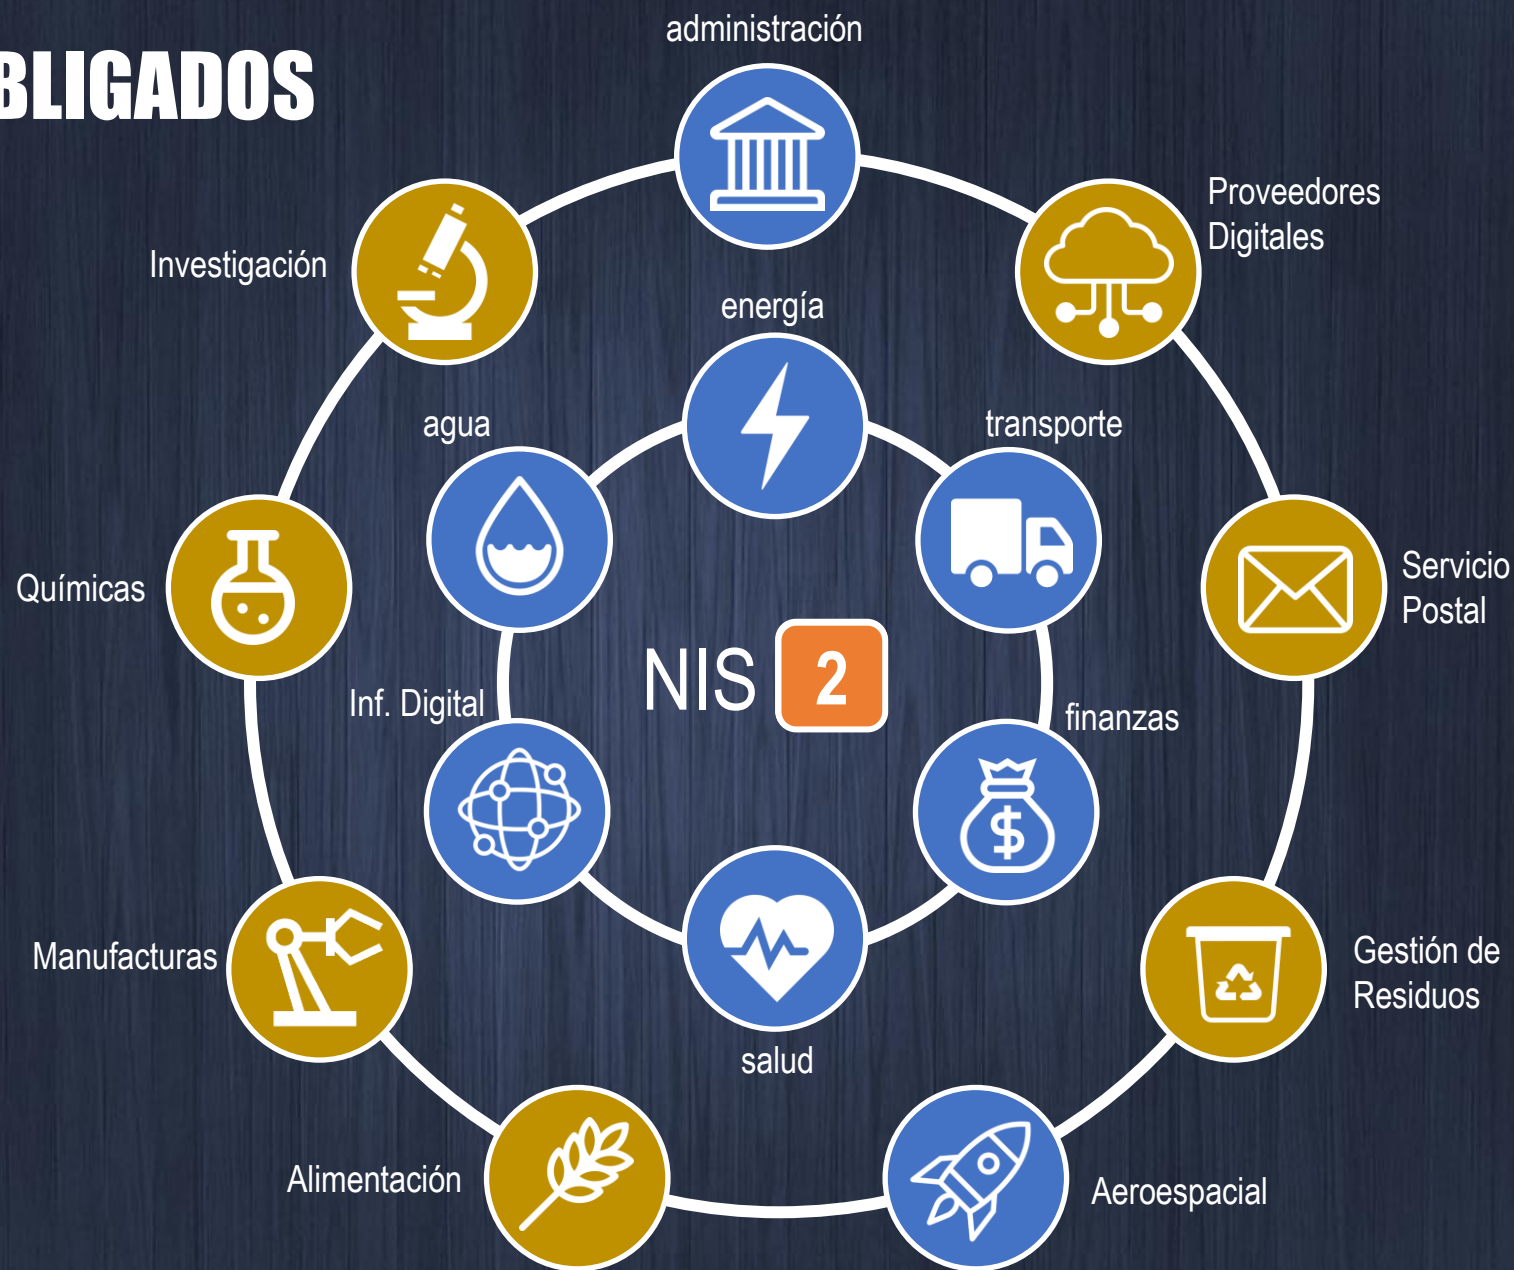 administración
BLIGADOS
Proveedores
Digitales
Investigación
energía
agua
transporte
Servicio
Postal
Químicas
NIS 2
Inf. Digital
finanzas
Manufacturas
Gestión de
Residuos
salud
Alimentación
Aeroespacial